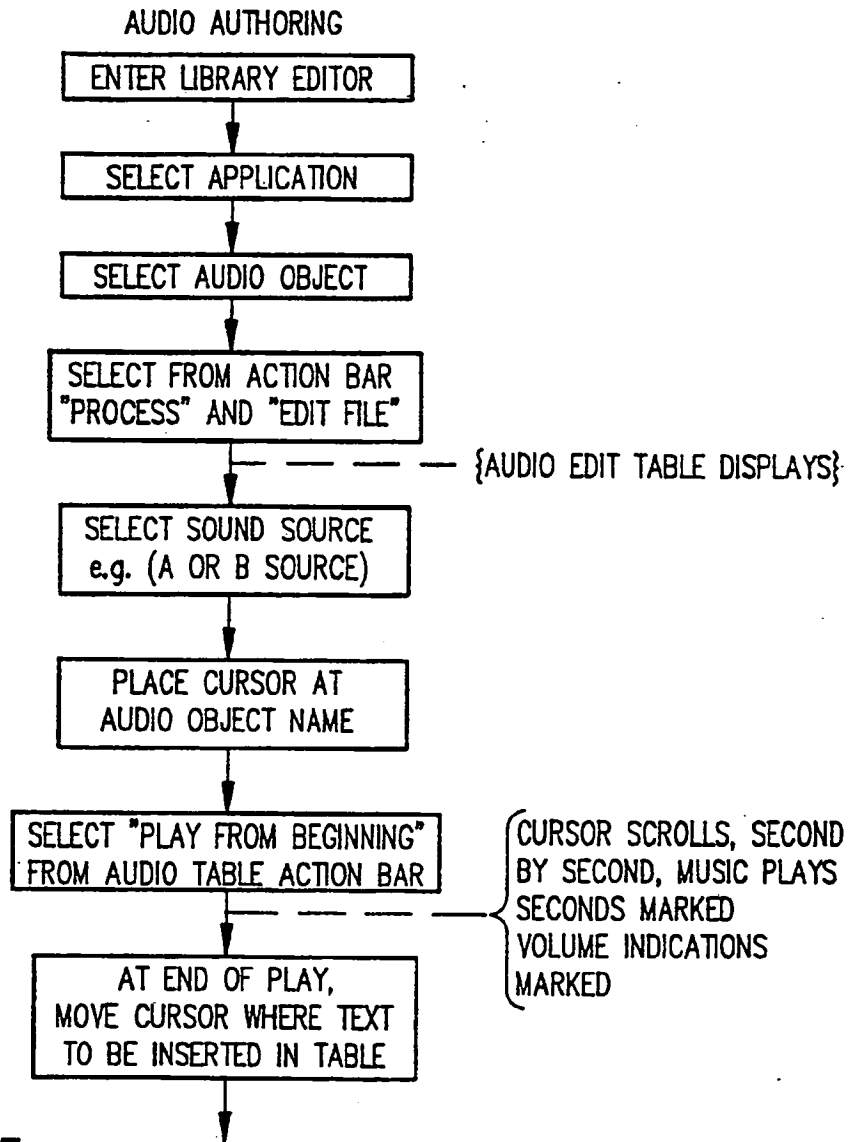 AUDIO AUTHORING
ENTER LIBRARY EDITOR
SELECT APPLICATION
SELECT AUDIO OBJECT
SELECT FROM ACTION BAR
"PROCESS" AND "EDIT FILE"
{AUDIO EDIT TABLE DISPLAYS}
SELECT SOUND SOURCE
e.g. (A OR B SOURCE)
PLACE CURSOR AT
AUDIO OBJECT NAME
SELECT "PLAY FROM BEGINNING"
FROM AUDIO TABLE ACTION BAR
CURSOR SCROLLS, SECOND
BY SECOND, MUSIC PLAYS
SECONDS MARKED
VOLUME INDICATIONS
MARKED
AT END OF PLAY,
MOVE CURSOR WHERE TEXT
TO BE INSERTED IN TABLE